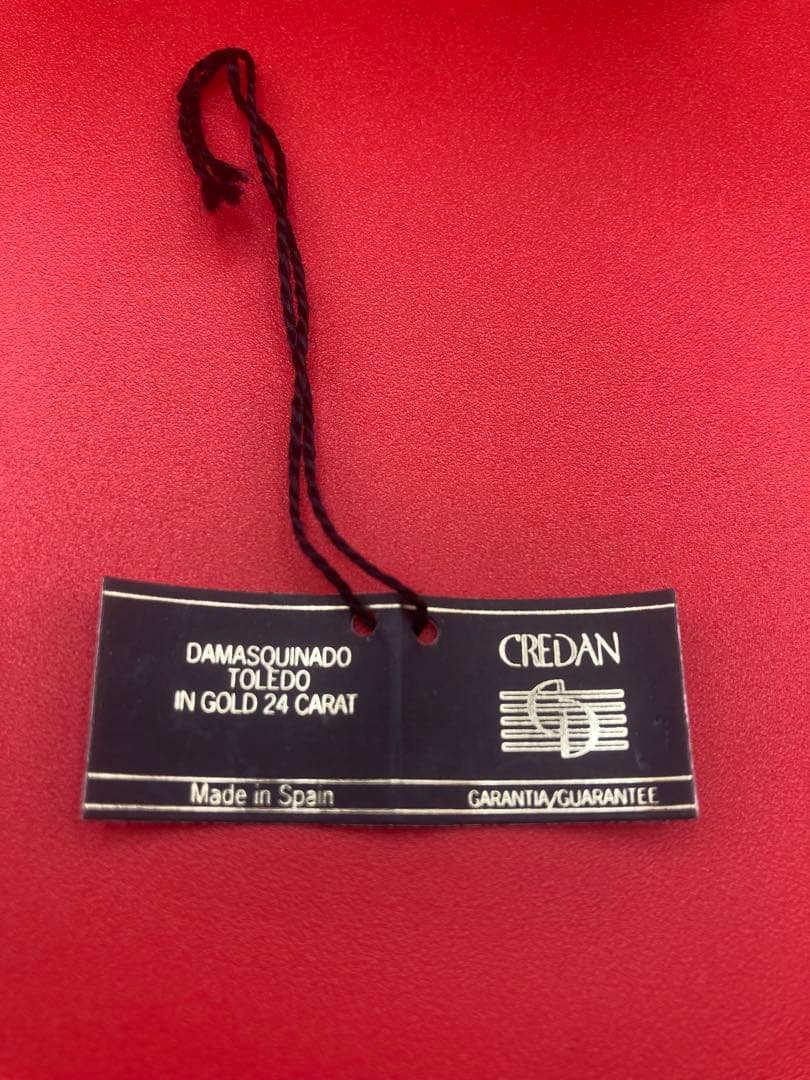 DAMASQUINADO
TOLEDO
IN GOLD 24 CARAT
Made in Spain
CREDAN
GARANTIA/GUARANTEE